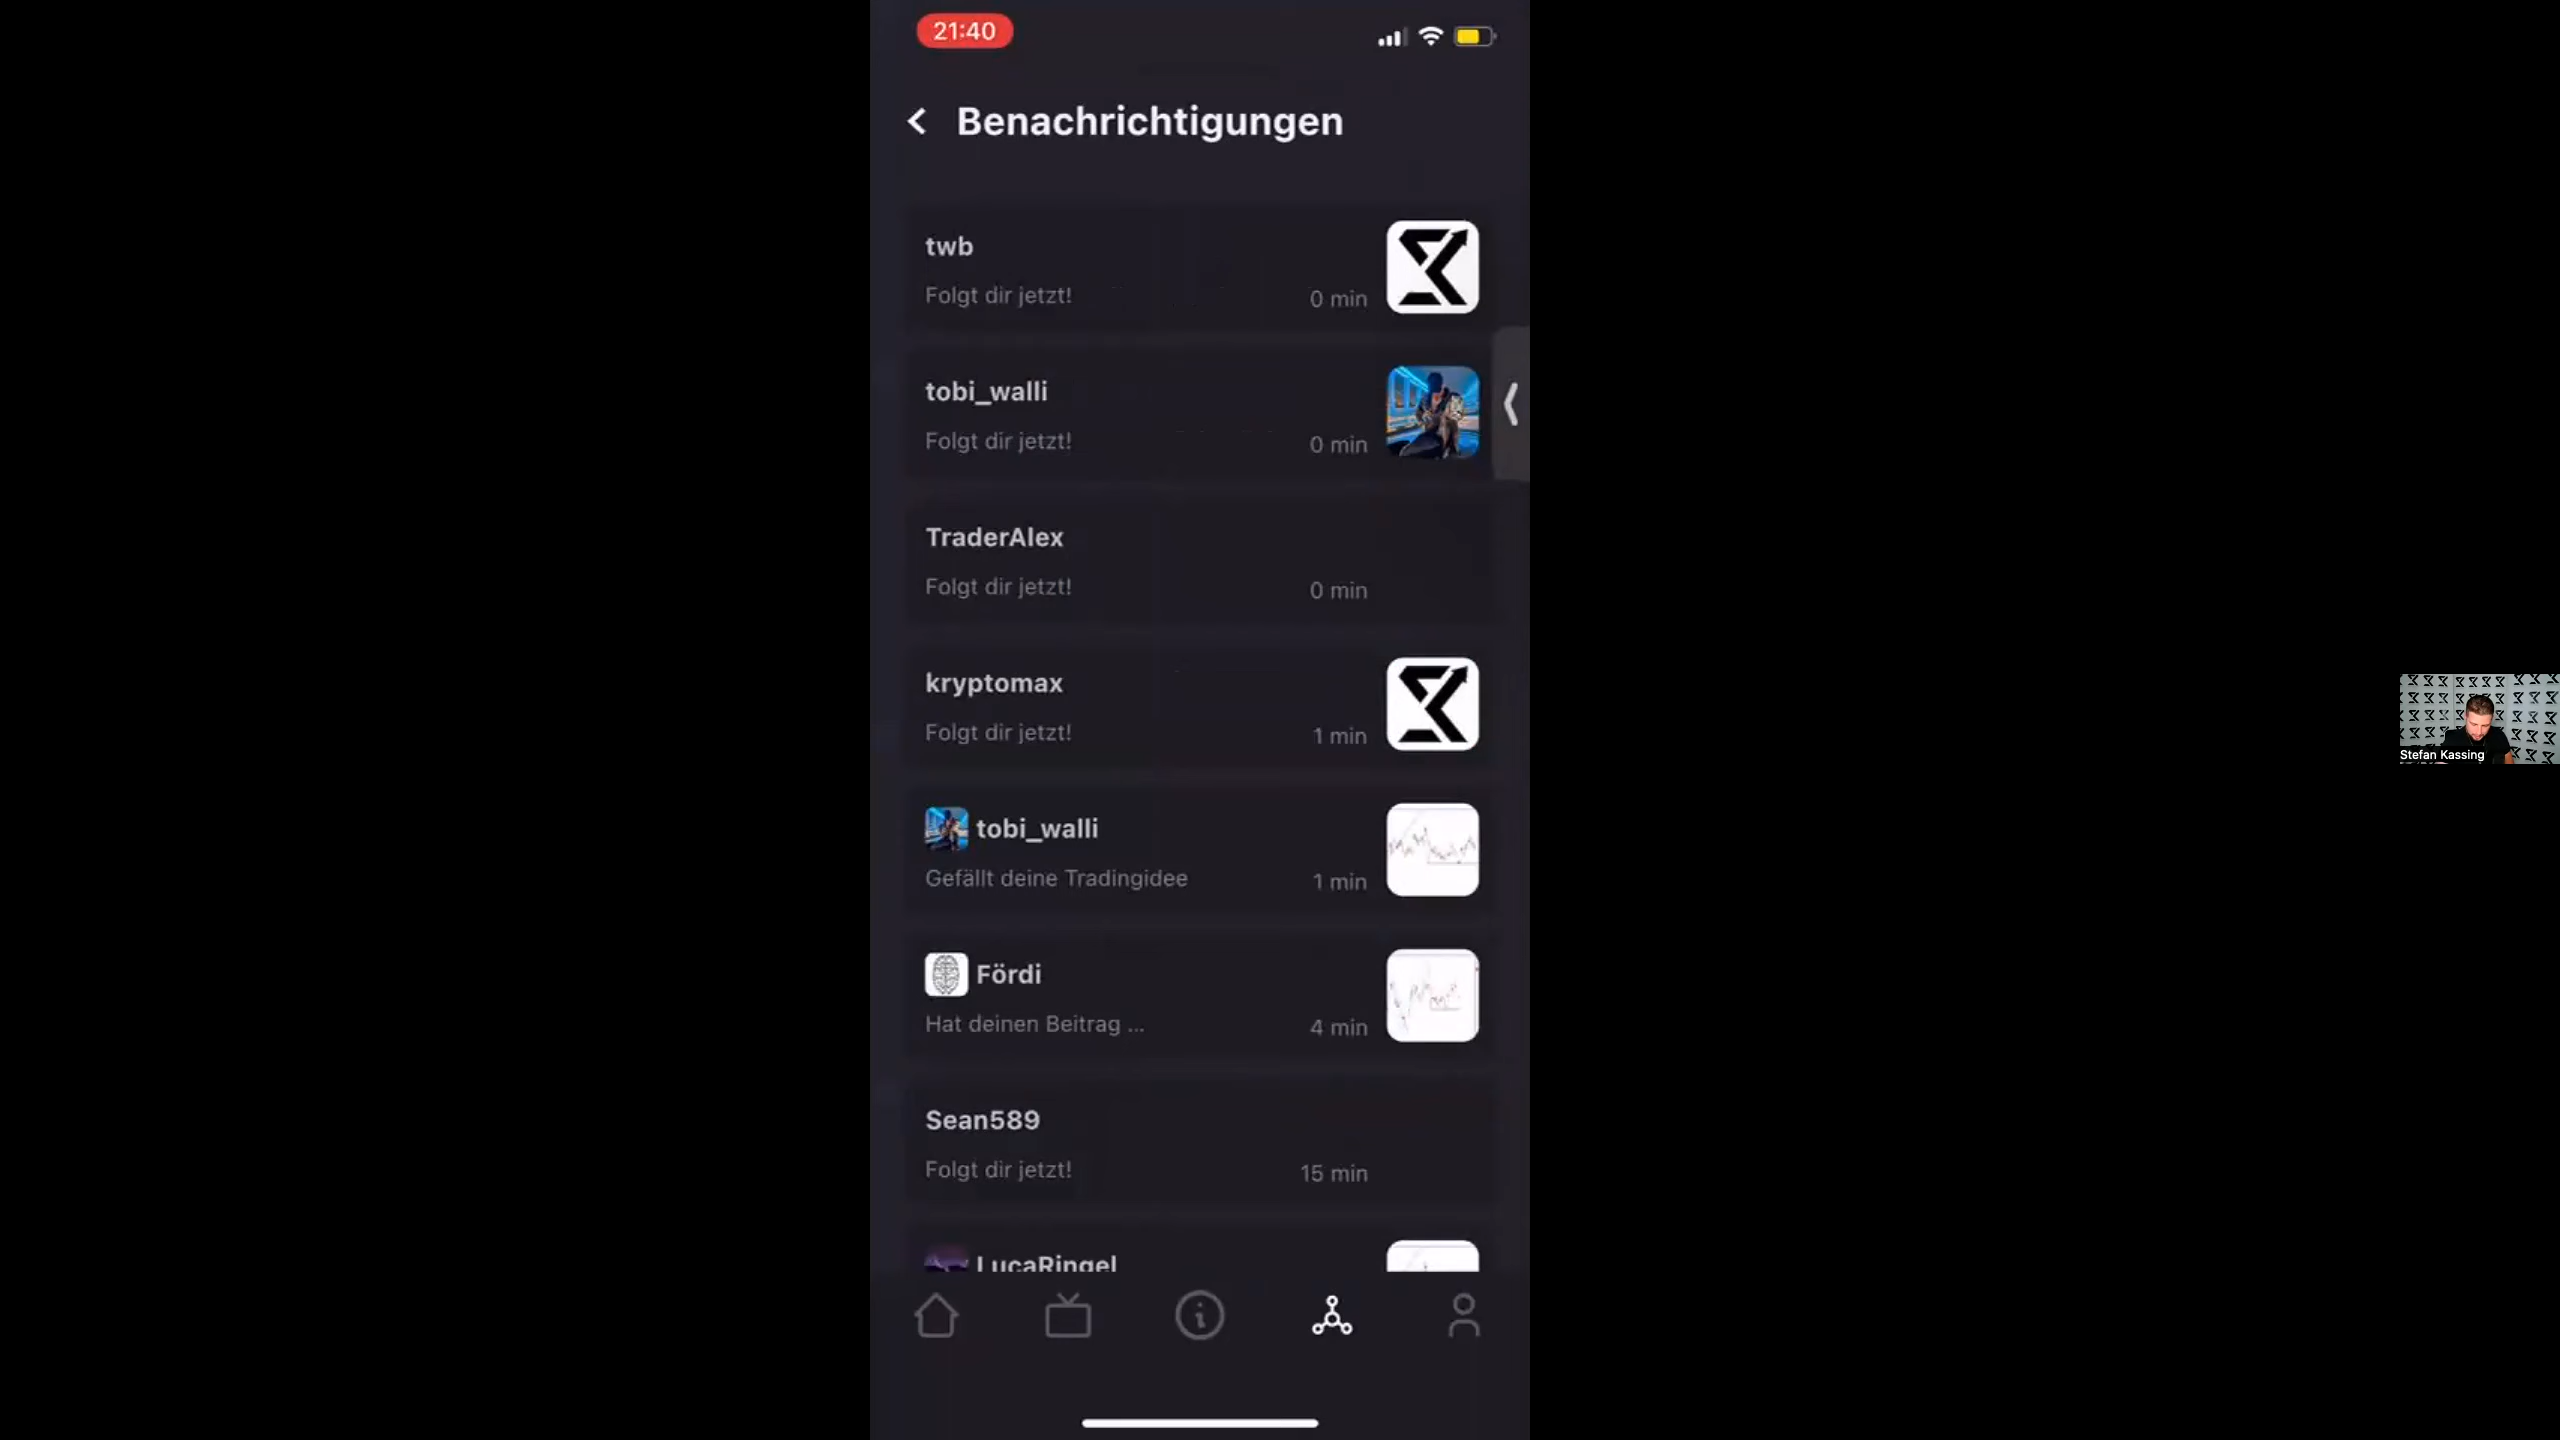 21:40
Benachrichtigungen
twb
Folgt dir jetzt!
0 min
tobi_walli
Folgt dir jetzt!
0 min
TraderAlex
Folgt dir jetzt!
0 min
kryptomax
Folgt dir jetzt!
1 min
tobi_walli
Gefällt deine Tradingidee
1 min
Fördi
Hat deinen Beitrag ...
4 min
Sean589
Folgt dir jetzt!
15 min
LucaRingel
Stefan Kassing